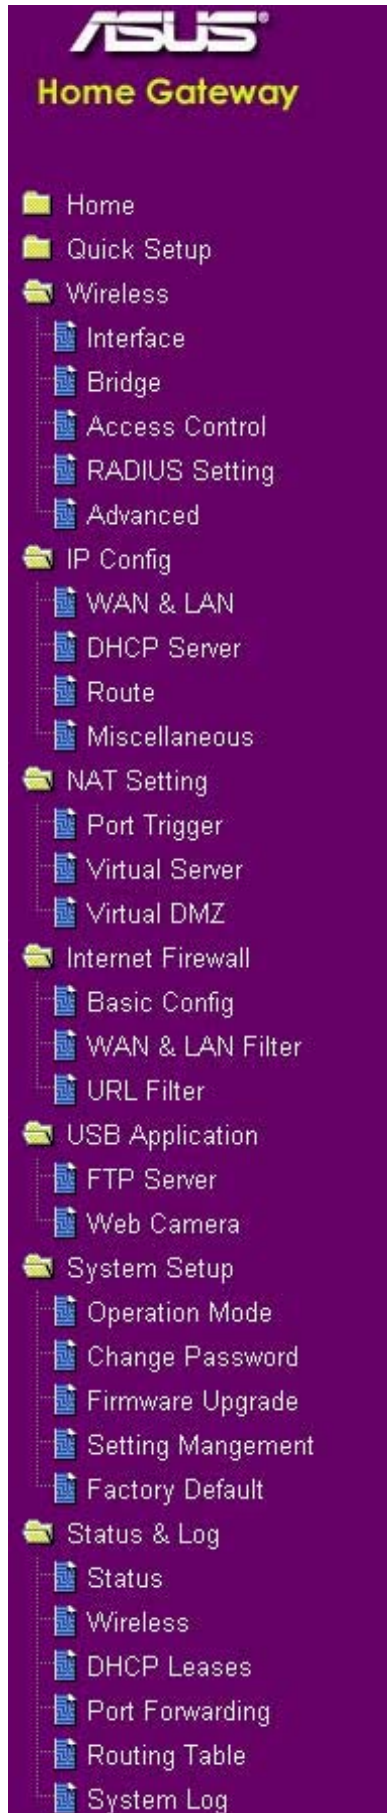 ASUS®
Home Gateway
Home
Quick Setup
Wireless
Interface
Bridge
Access Control
RADIUS Setting
Advanced
IP Config
WAN & LAN
DHCP Server
Route
Miscellaneous
NAT Setting
Port Trigger
Virtual Server
Virtual DMZ
Internet Firewall
Basic Config
WAN & LAN Filter
URL Filter
USB Application
FTP Server
Web Camera
System Setup
Operation Mode
Change Password
Firmware Upgrade
Setting Mangement
Factory Default
Status & Log
Status
Wireless
DHCP Leases
Port Forwarding
Routing Table
System Log